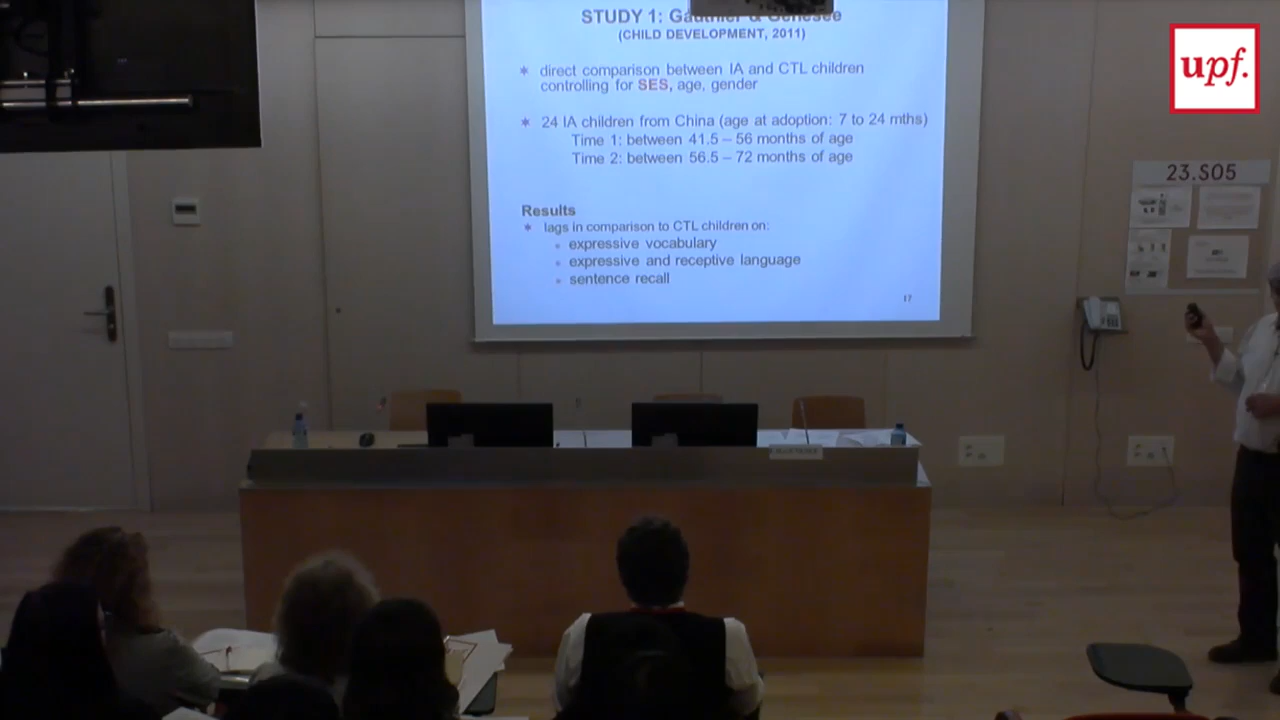 STUDY 1: Gauthier & Genesee
(CHILD DEVELOPMENT, 2011)
* direct comparison between IA and CTL children
controlling for SES, age, gender
* 24 IA children from China (age at adoption: 7 to 24 mths)
Time 1: between 41.5 – 56 months of age
Time 2: between 56.5 – 72 months of age
Results
* lags in comparison to CTL children on:
expressive vocabulary
expressive and receptive language
sentence recall
17
upf.
23.S05